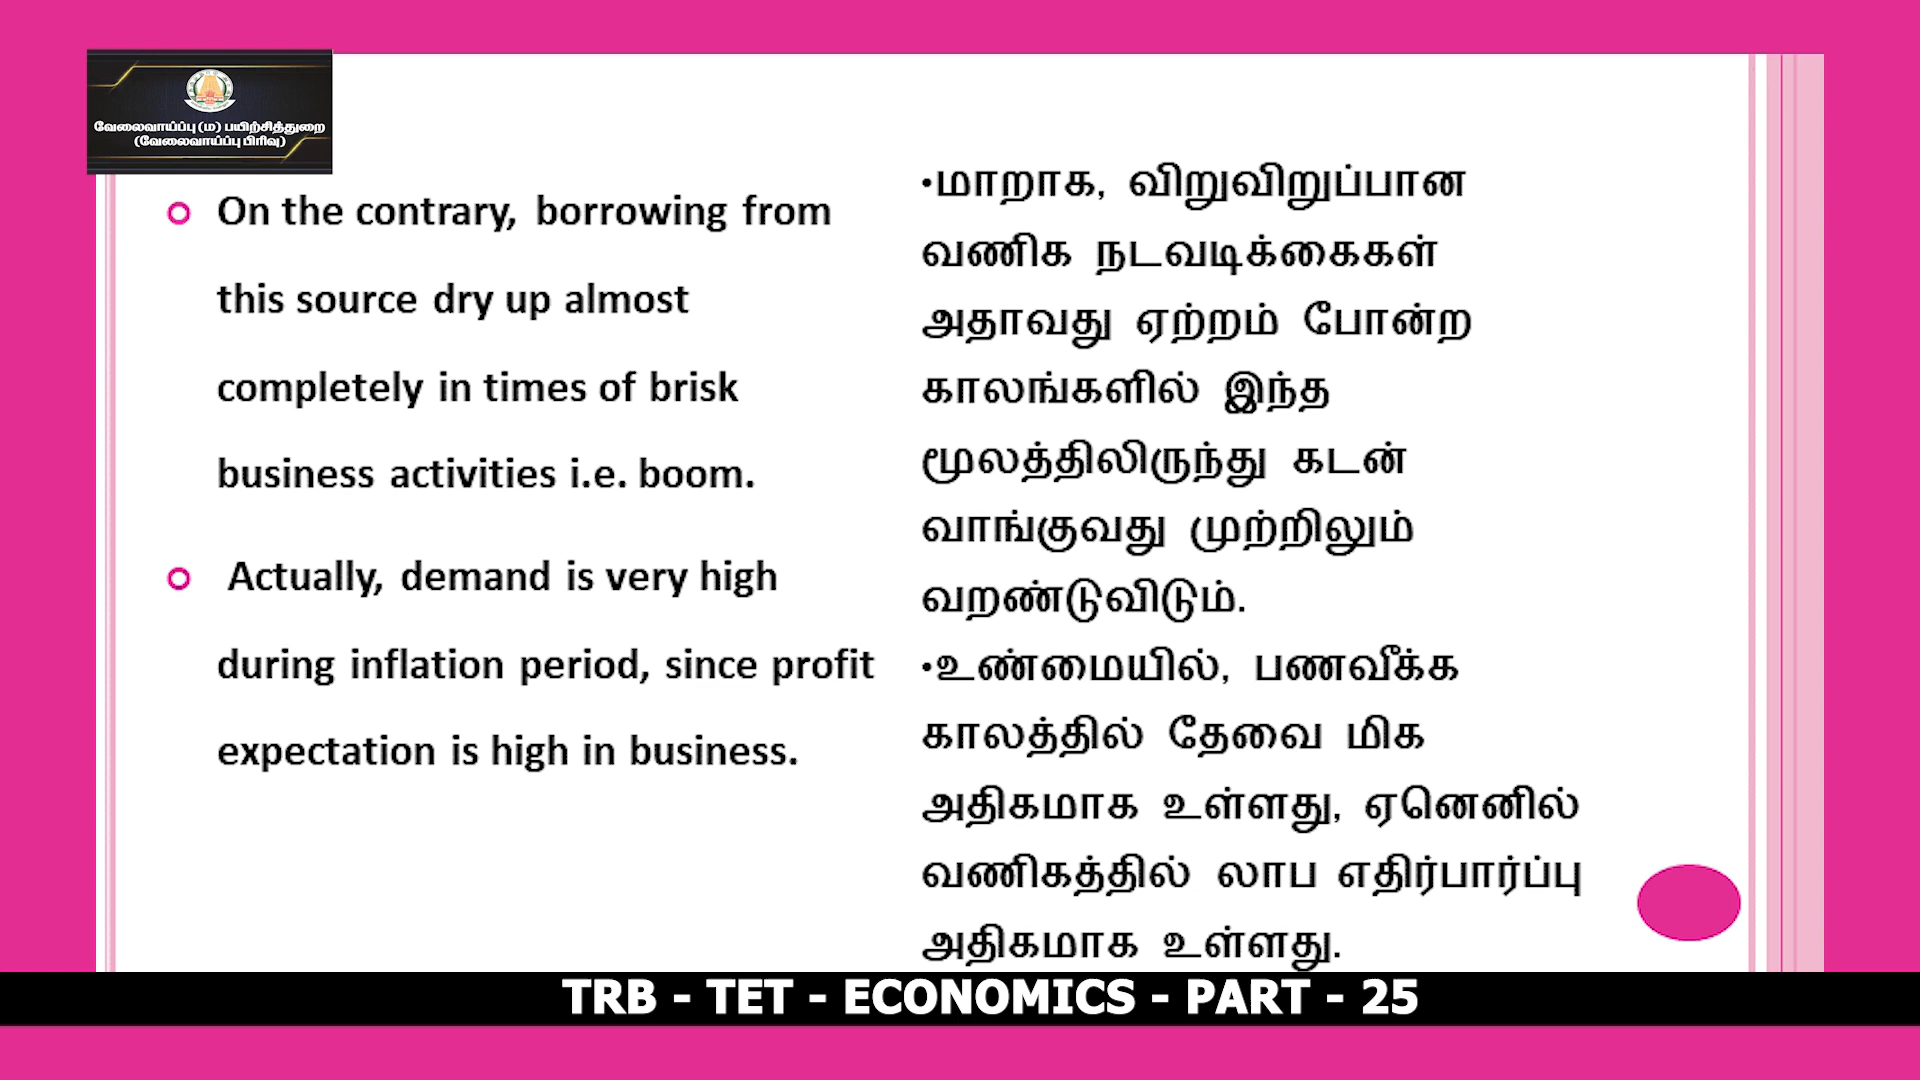 வேலைவாய்ப்பு (ம) பயிற்சித்துறை
(வேலைவாய்ப்பு பிரிவு)
On the contrary, borrowing from
this source dry up almost
completely in times of brisk
business activities i.e. boom.
Actually, demand is very high
during inflation period, since profit
expectation is high in business.
•மாறாக, விறுவிறுப்பான
வணிக நடவடிக்கைகள்
அதாவது ஏற்றம் போன்ற
காலங்களில் இந்த
மூலத்திலிருந்து கடன்
வாங்குவது முற்றிலும்
வறண்டுவிடும்.
•உண்மையில், பணவீக்க
காலத்தில் தேவை மிக
அதிகமாக உள்ளது, ஏனெனில்
வணிகத்தில் லாப எதிர்பார்ப்பு
அதிகமாக உள்ளது.
TRB - TET - ECONOMICS - PART - 25